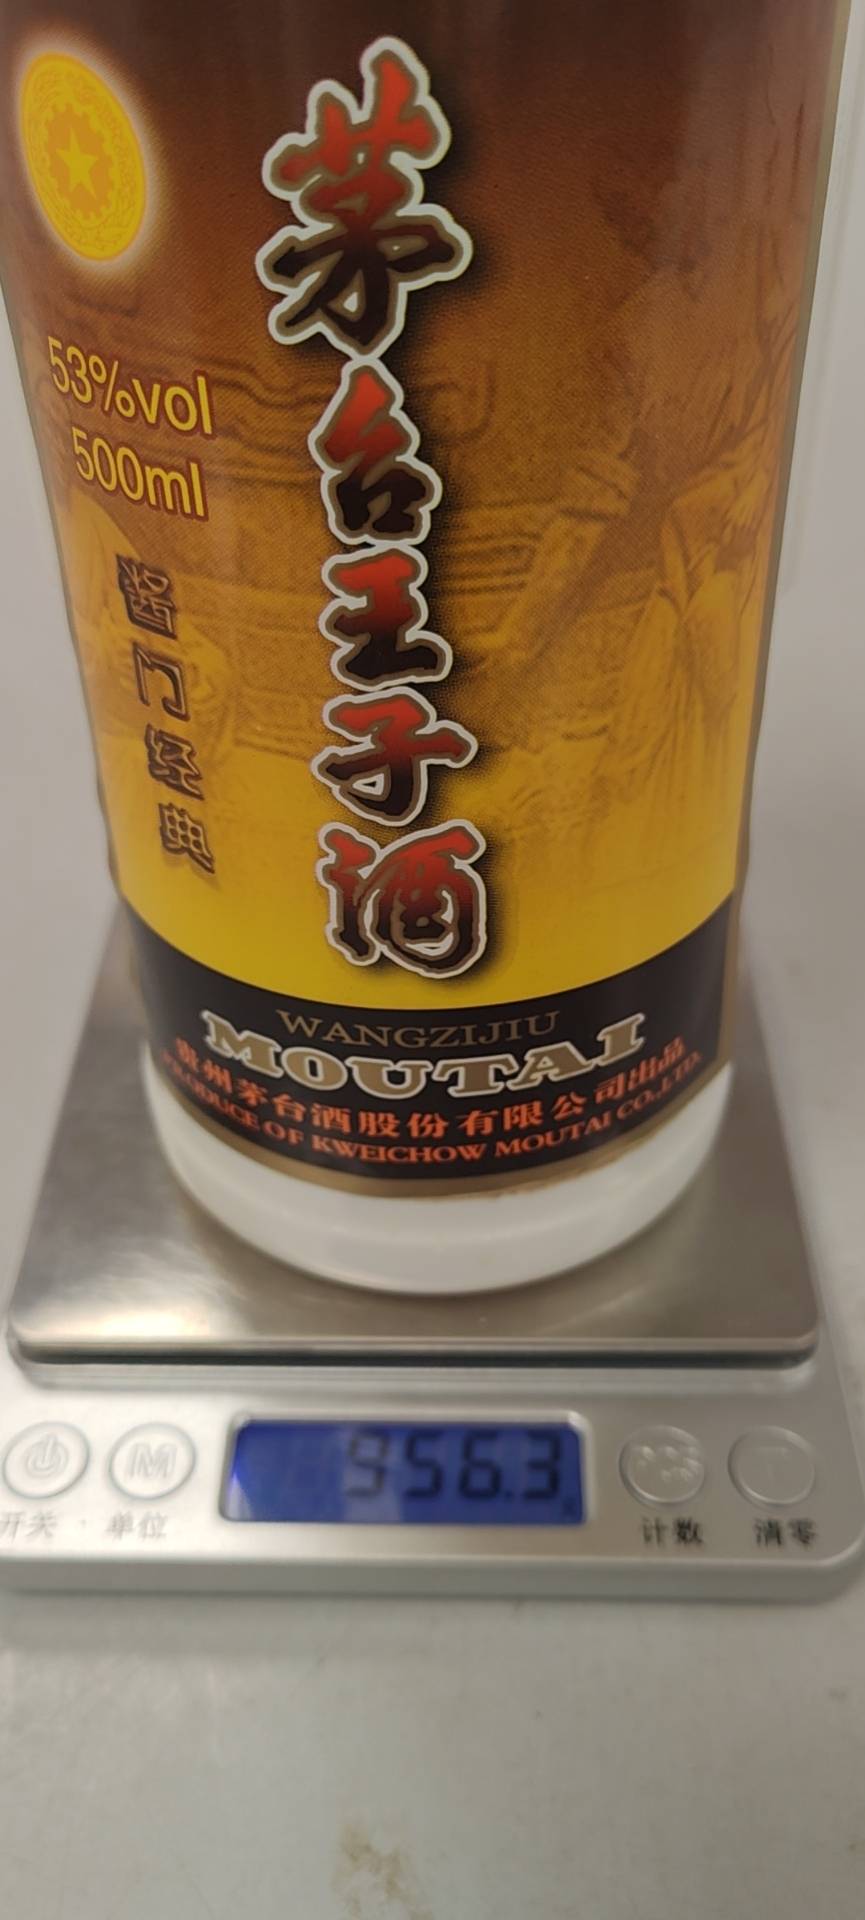 53%vol
500ml
酱门经典
茅台王子酒
WANGZIJIU
MOUTAI
贵州茅台酒股份有限公司出品
PRODUCE OF KWEICHOW MOUTAI CO.,LTD.
956.3
M
T
开关 · 单位
计数 清零